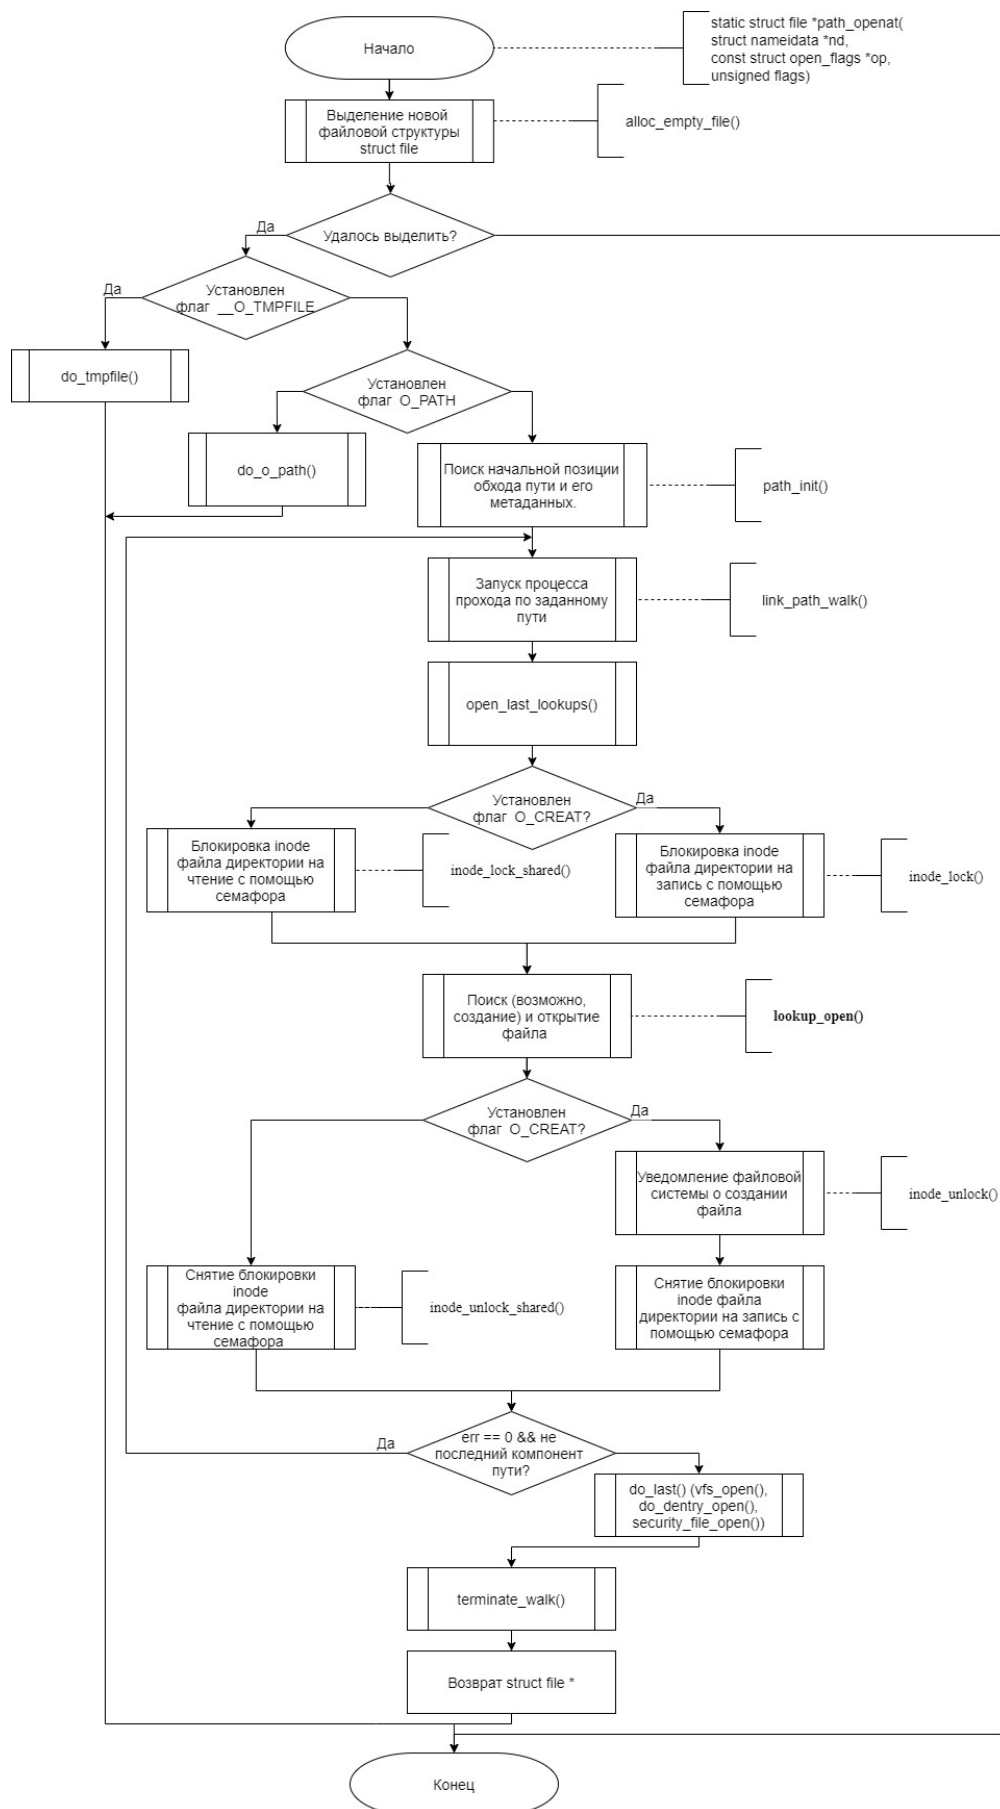 Начало
static struct file *path_openat(
struct nameidata *nd,
const struct open_flags *op,
unsigned flags)
Выделение новой
файловой структуры
struct file
alloc_empty_file()
Удалось выделить?
Да
Установлен
флаг __O_TMPFILE
Да
do_tmpfile()
Установлен
флаг O_PATH
do_o_path()
Поиск начальной позиции
обхода пути и его
метаданных.
path_init()
Запуск процесса
прохода по заданному
пути
link_path_walk()
open_last_lookups()
Установлен
флаг O_CREAT?
Да
Блокировка inode
файла директории на
чтение с помощью
семафора
inode_lock_shared()
Блокировка inode
файла директории на
запись с помощью
семафора
inode_lock()
Поиск (возможно,
создание) и открытие
файла
lookup_open()
Установлен
флаг O_CREAT?
Да
Уведомление файловой
системы о создании
файла
inode_unlock()
Снятие блокировки
inode
файла директории на
чтение с помощью
семафора
inode_unlock_shared()
Снятие блокировки
inode файла
директории на запись с
помощью семафора
err == 0 && не
последний компонент
пути?
Да
do_last() (vfs_open(),
do_dentry_open(),
security_file_open())
terminate_walk()
Возврат struct file *
Конец